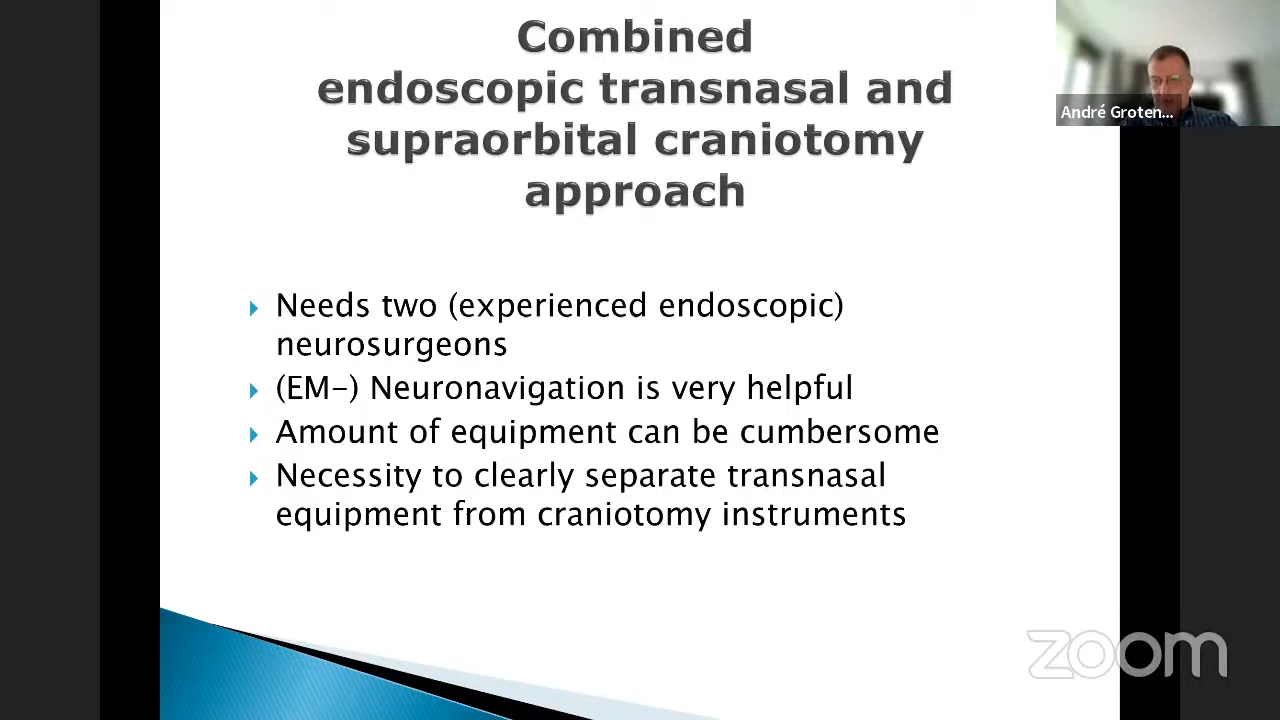 Combined
endoscopic transnasal and
supraorbital craniotomy
approach
André Groten...
Needs two (experienced endoscopic)
neurosurgeons
(EM-) Neuronavigation is very helpful
Amount of equipment can be cumbersome
Necessity to clearly separate transnasal
equipment from craniotomy instruments
zoom